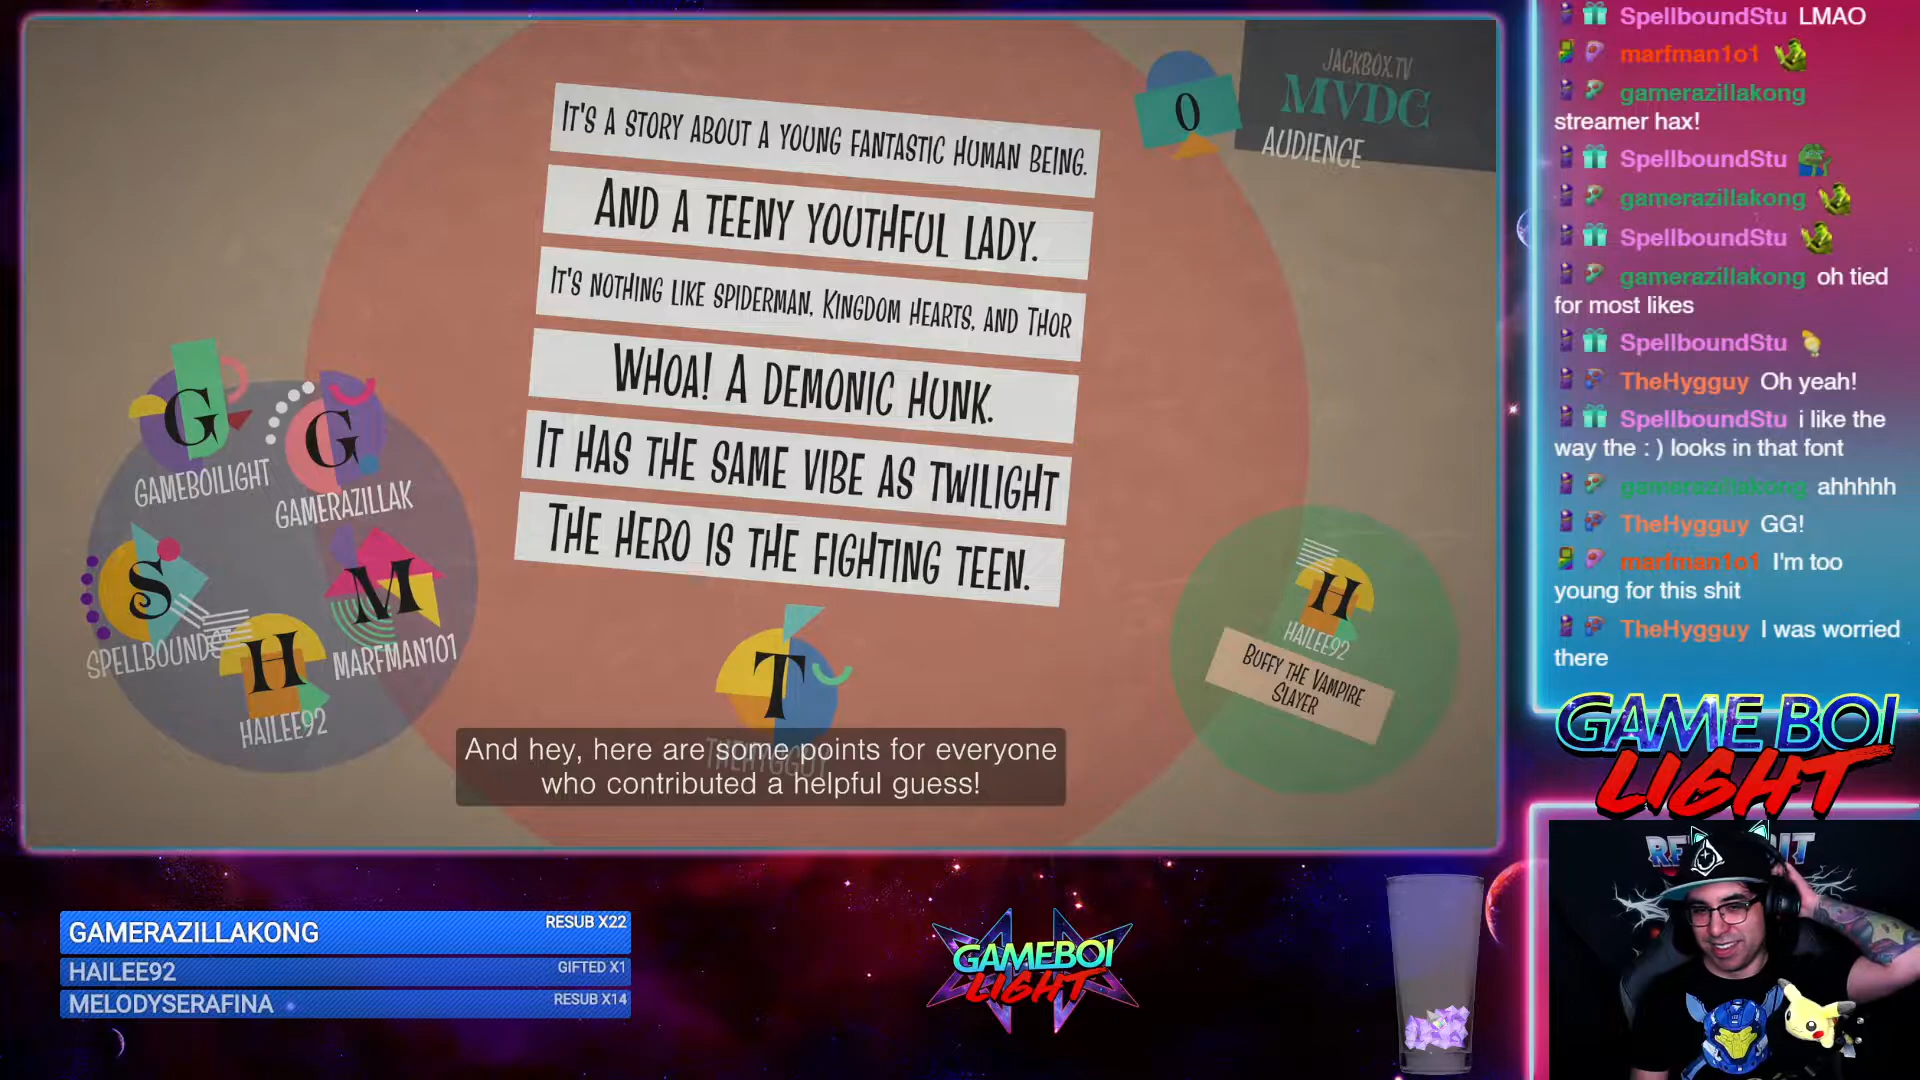 IT'S A STORY ABOUT A YOUNG FANTASTIC HUMAN BEING.
AND A TEENY YOUTHFUL LADY.
IT'S NOTHING LIKE SPIDERMAN, KINGDOM HEARTS, AND THOR
WHOA! A DEMONIC HUNK.
IT HAS THE SAME VIBE AS TWILIGHT
THE HERO IS THE FIGHTING TEEN.
JACKBOX.TV
MVDC
0
AUDIENCE
G
GAMEBOILIGHT
G
GAMERAZILLAK
S
SPELLBOUND
M
MARFMAN101
H
HAILEE92
T
THEHYGGUY
H
HAILEE92
BUFFY THE VAMPIRE
SLAYER
And hey, here are some points for everyone
who contributed a helpful guess!
SpellboundStu LMAO
marfman1o1
gamerazillakong
streamer hax!
SpellboundStu
gamerazillakong
SpellboundStu
gamerazillakong oh tied
for most likes
SpellboundStu
TheHygguy Oh yeah!
SpellboundStu i like the
way the : ) looks in that font
gamerazillakong ahhhhh
TheHygguy GG!
marfman1o1 I'm too
young for this shit
TheHygguy I was worried
there
GAME BOI
LIGHT
GAMERAZILLAKONG RESUB X22
HAILEE92 GIFTED X1
MELODYSERAFINA RESUB X14
GAMEBOI
LIGHT